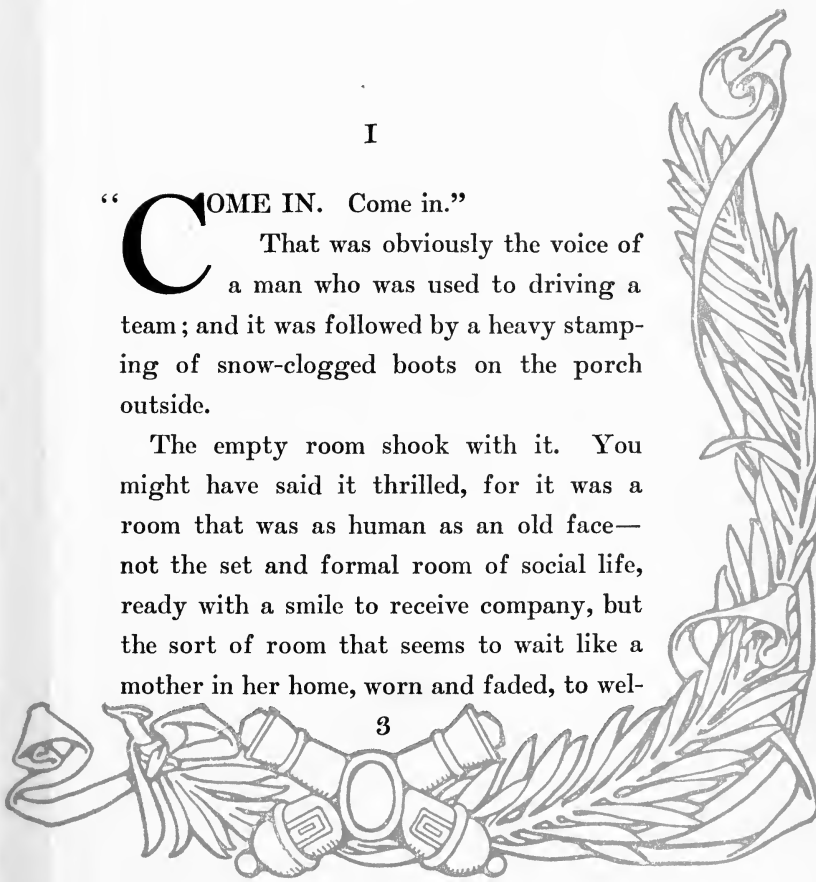 I
“COME IN. Come in.”
That was obviously the voice of
a man who was used to driving a
team; and it was followed by a heavy stamp-
ing of snow-clogged boots on the porch
outside.
The empty room shook with it. You
might have said it thrilled, for it was a
room that was as human as an old face—
not the set and formal room of social life,
ready with a smile to receive company, but
the sort of room that seems to wait like a
mother in her home, worn and faded, to wel-
3